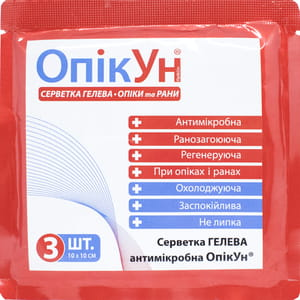 ОпікУн®
СЕРВЕТКА ГЕЛЕВА • ОПІКИ та РАНИ
Антимікробна
Ранозагоююча
Регенеруюча
При опіках і ранах
Охолоджуюча
Заспокійлива
Не липка
3 ШТ.
10 x 10 СМ
Серветка ГЕЛЕВА
антимікробна ОпікУн®